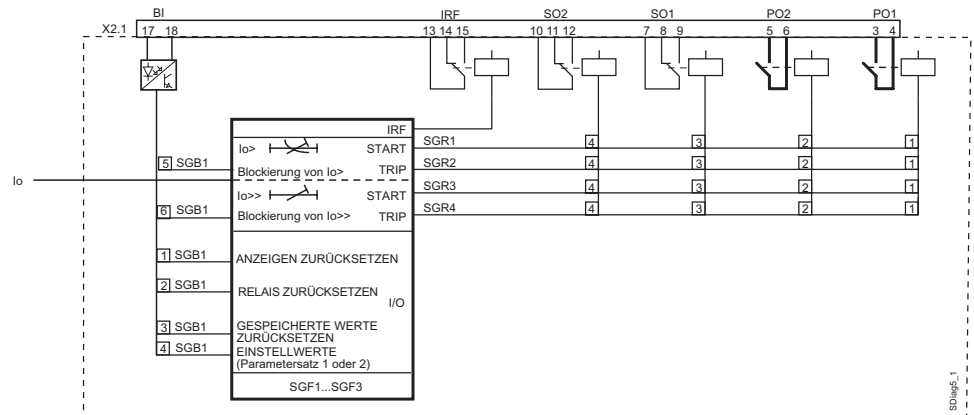 BI IRF SO2 SO1 PO2 PO1
X2.1 17 18 13 14 15 10 11 12 7 8 9 5 6 3 4
IRF
Io> START SGR1 4 3 2 1
5 SGB1 Blockierung von Io> TRIP SGR2 4 3 2 1
Io
Io>> START SGR3 4 3 2 1
6 SGB1 Blockierung von Io>> TRIP SGR4 4 3 2 1
1 SGB1 ANZEIGEN ZURÜCKSETZEN
2 SGB1 RELAIS ZURÜCKSETZEN
I/O
3 SGB1 GESPEICHERTE WERTE
ZURÜCKSETZEN
4 SGB1 EINSTELLWERTE
(Parametersatz 1 oder 2)
SGF1...SGF3
SDiag5_1